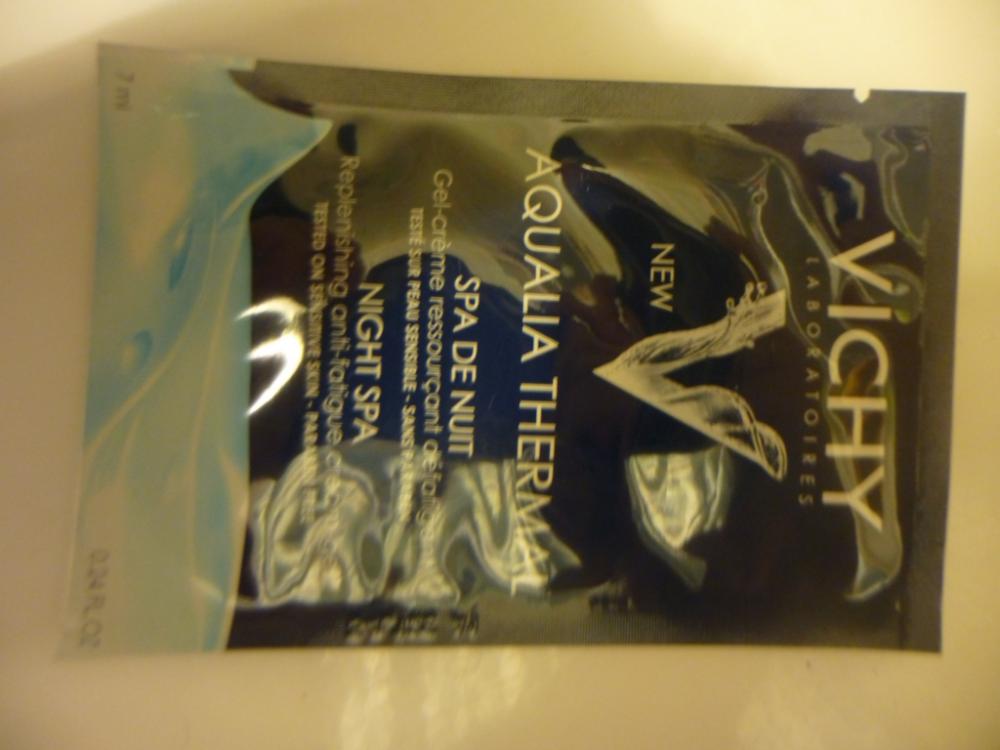 VICHY
LABORATOIRES
NEW
AQUALIA THERMAL
SPA DE NUIT
Gel-crème ressourçant
TESTÉ SUR PEAU SENSIBLE - SANS
NIGHT SPA
Replenishing anti-fatigue
TESTED ON SENSITIVE SKIN -
7 ml
0.24 FL.OZ